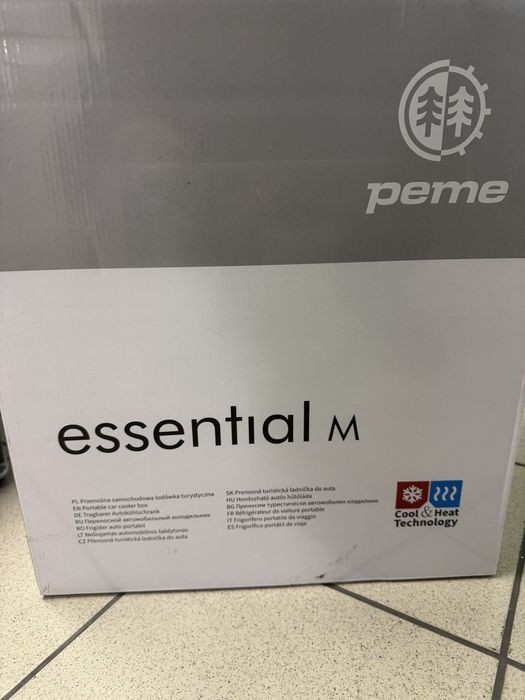 peme
essential M
PL Przenośna samochodowa lodówka turystyczna
EN Portable car cooler box
DE Tragbarer Autokühlschrank
RU Переносной автомобильный холодильник
RO Frigider auto portabil
LT Nešiojamas automobilinis šaldytuvas
CZ Přenosná turistická lednička do auta
SK Prenosná turistická ľadnička do auta
HU Hordozható autós hűtőláda
BG Преносим туристически автомобилен хладилник
FR Réfrigérateur de voiture portable
IT Frigorifero portatile da viaggio
ES Frigorífico portátil de viaje
Cool & Heat
Technology